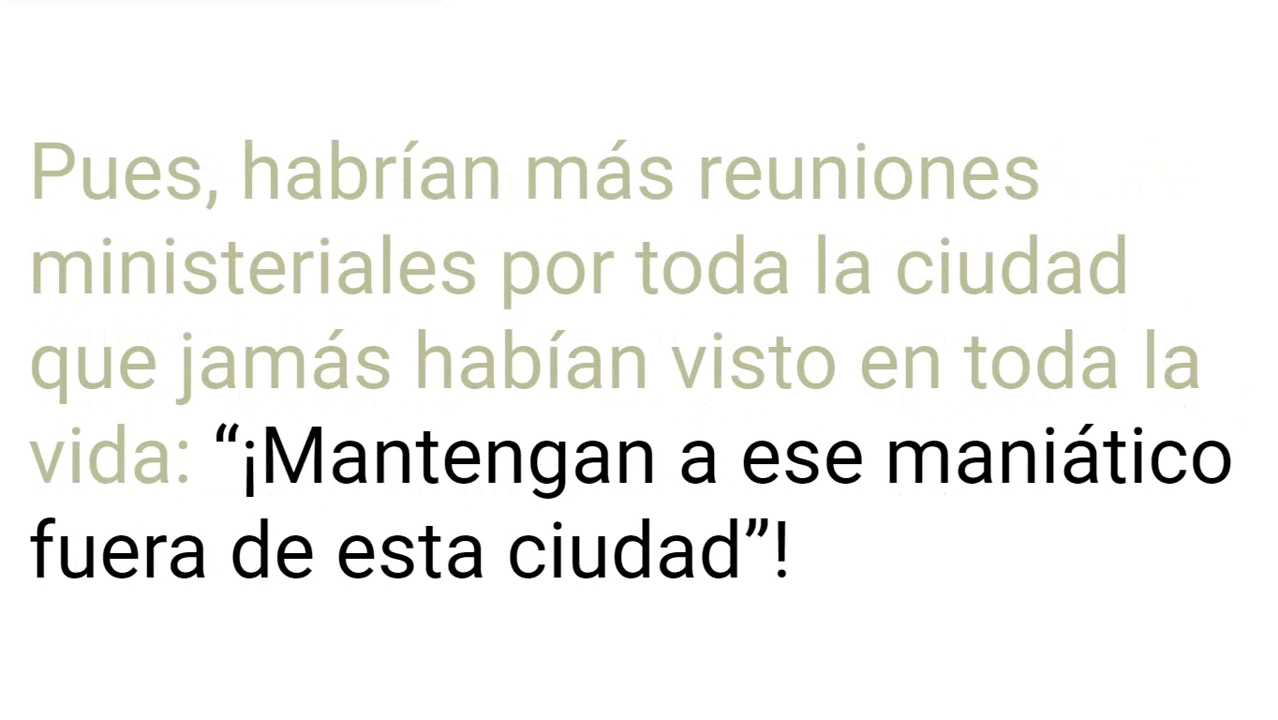 Pues, habrían más reuniones
ministeriales por toda la ciudad
que jamás habían visto en toda la
vida: “¡Mantengan a ese maniático
fuera de esta ciudad”!